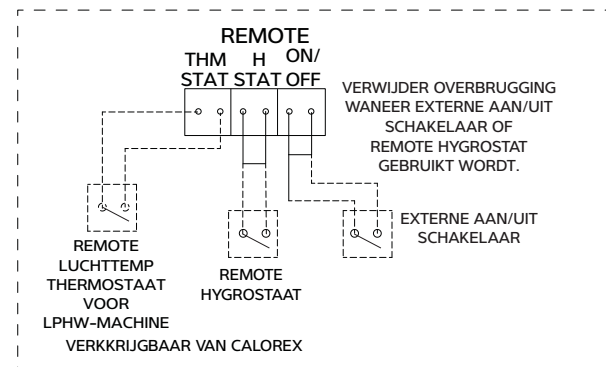 REMOTE
THM H ON/
STAT STAT OFF
VERWIJDER OVERBRUGGING
WANEER EXTERNE AAN/UIT
SCHAKELAAR OF
REMOTE HYGROSTAT
GEBRUIKT WORDT.
EXTERNE AAN/UIT
SCHAKELAAR
REMOTE
LUCHTTEMP
THERMOSTAAT
VOOR
LPHW-MACHINE
REMOTE
HYGROSTAAT
VERKKRIJGBAAR VAN CALOREX